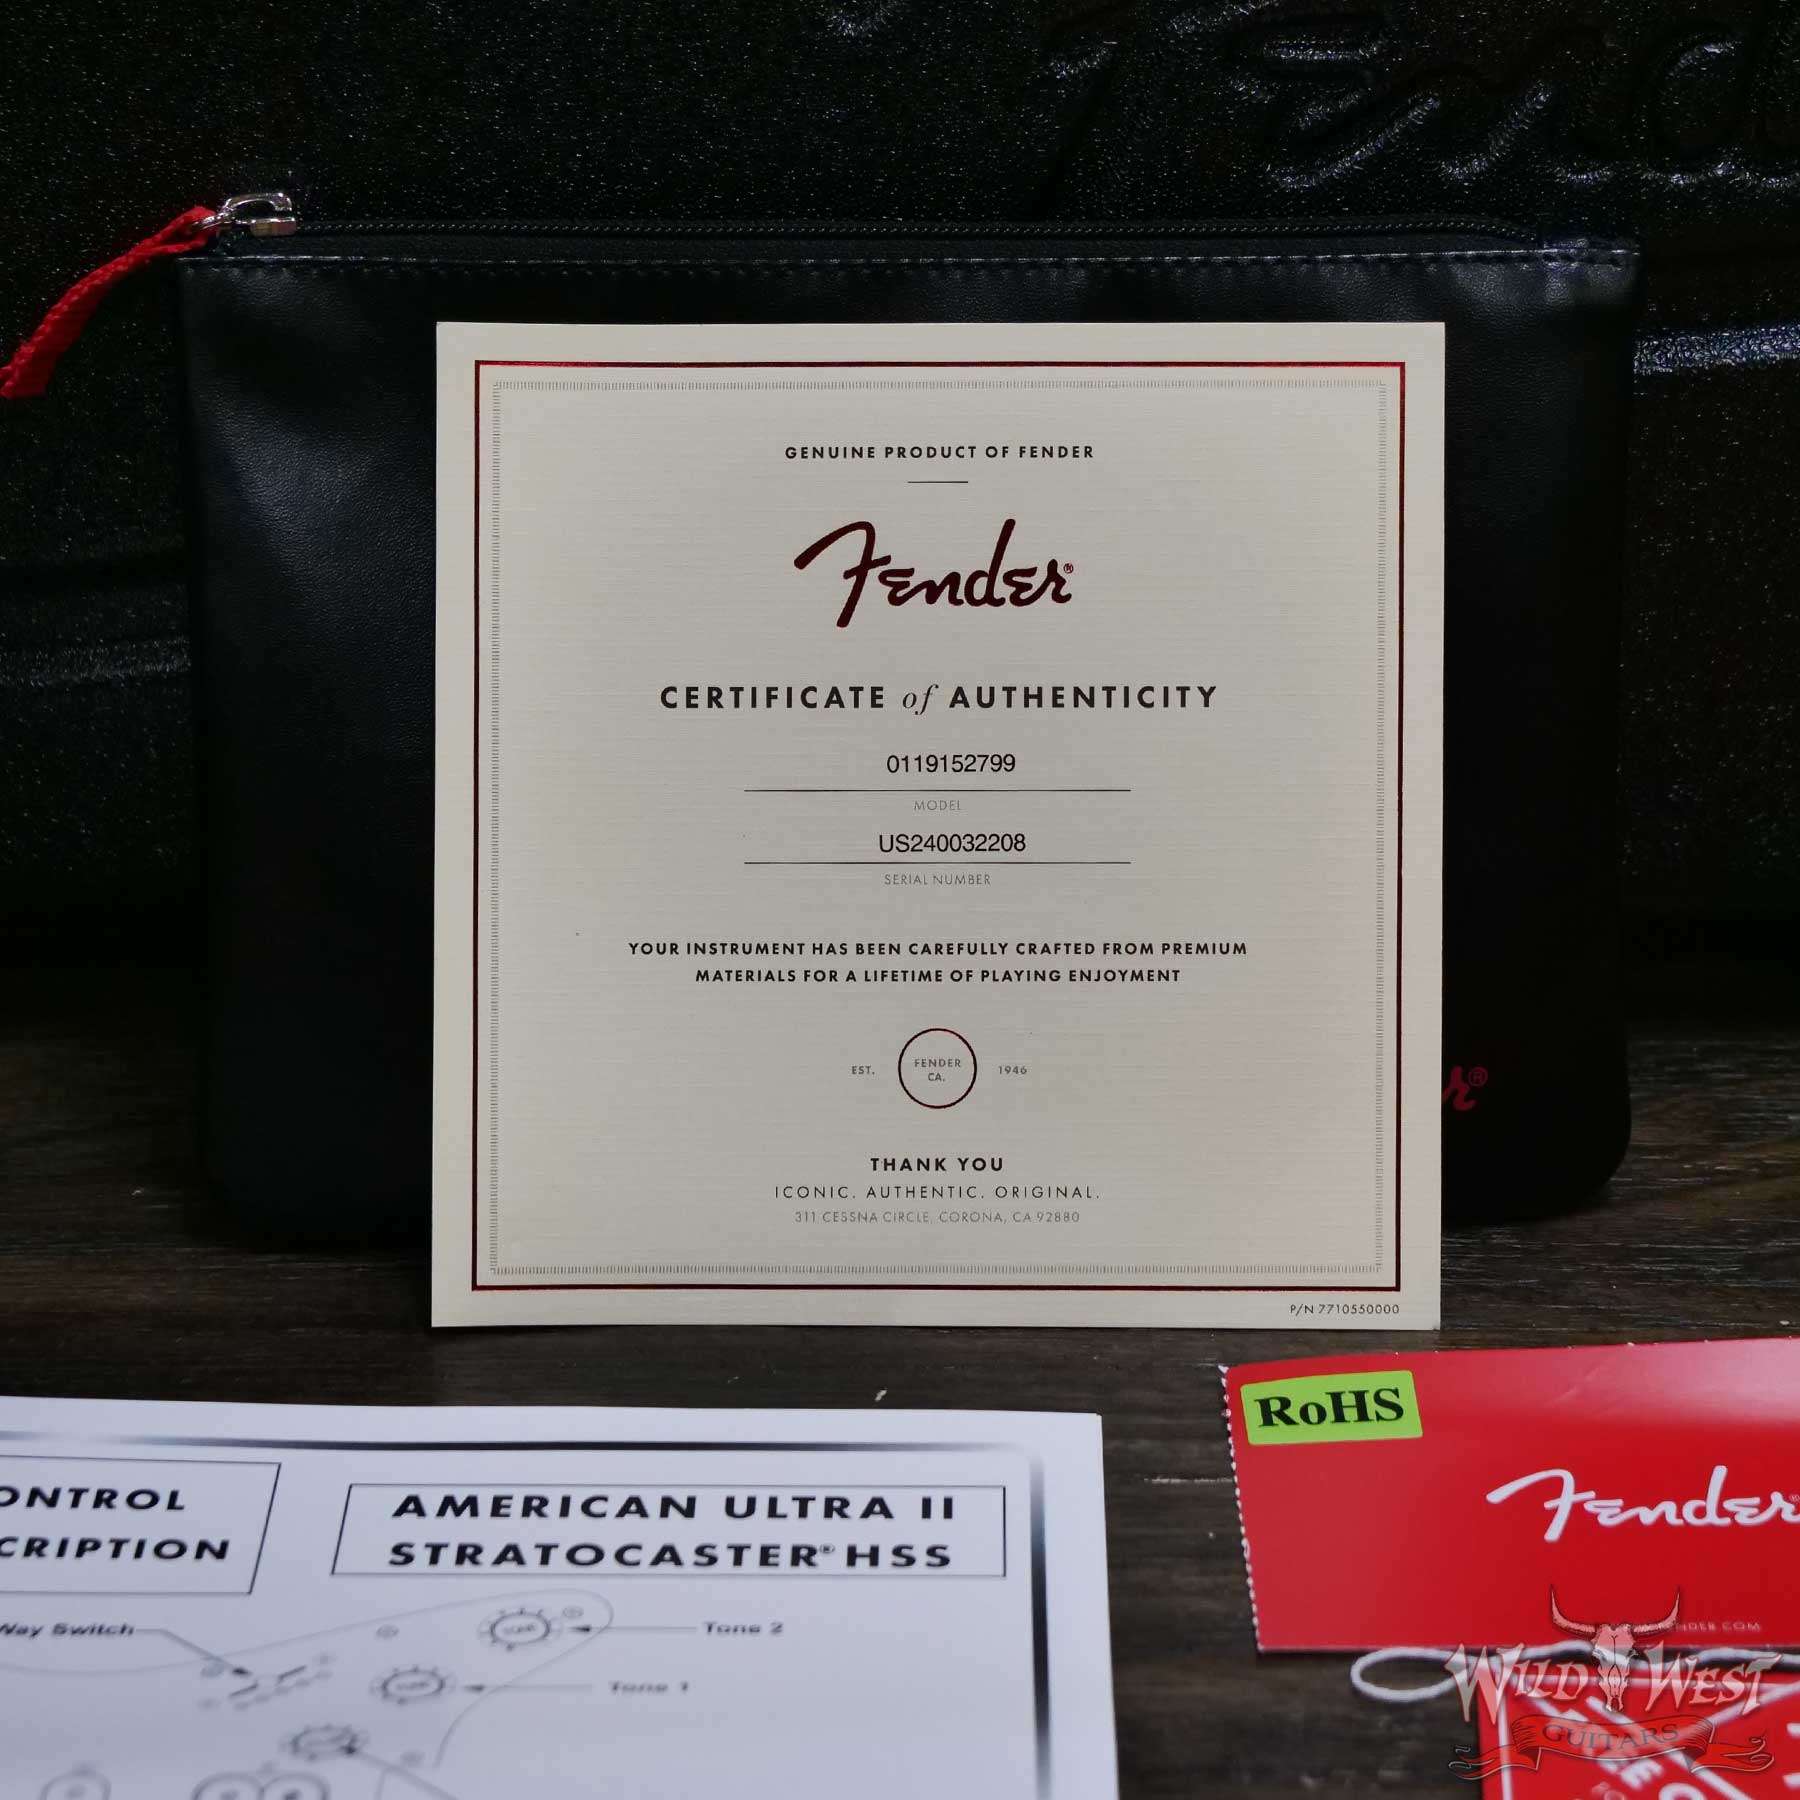 GENUINE PRODUCT OF FENDER
Fender®
CERTIFICATE of AUTHENTICITY
0119152799
MODEL
US240032208
SERIAL NUMBER
YOUR INSTRUMENT HAS BEEN CAREFULLY CRAFTED FROM PREMIUM
MATERIALS FOR A LIFETIME OF PLAYING ENJOYMENT
EST. FENDER CA. 1946
THANK YOU
ICONIC. AUTHENTIC. ORIGINAL.
311 CESSNA CIRCLE, CORONA, CA 92880
P/N 7710550000
r®
ONTROL
CRIPTION
AMERICAN ULTRA II
STRATOCASTER® HSS
Way Switch
Tone 2
Tone 1
RoHS
Fender®
NDER.COM
WILD WEST
GUITARS